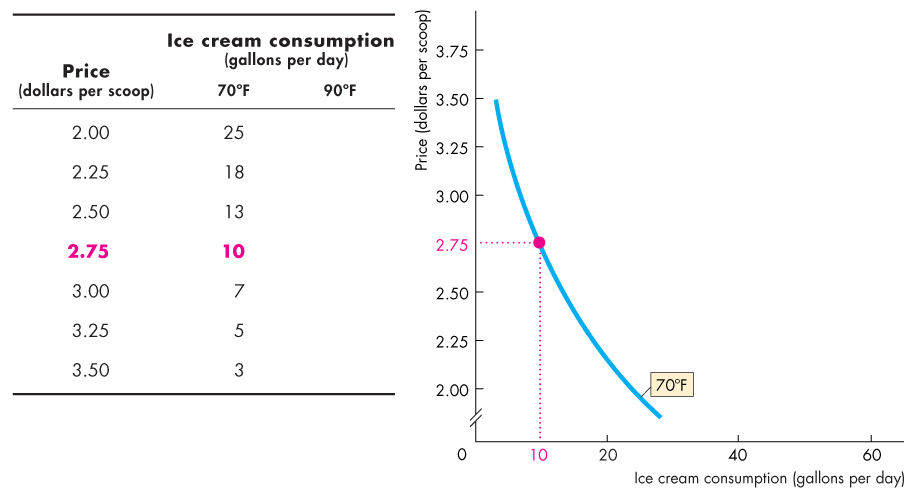 Ice cream consumption
(gallons per day)
Price
(dollars per scoop) 70°F 90°F
2.00 25
2.25 18
2.50 13
2.75 10
3.00 7
3.25 5
3.50 3
Price (dollars per scoop)
3.75
3.50
3.25
3.00
2.75
2.50
2.25
2.00
70°F
0 10 20 40 60
Ice cream consumption (gallons per day)